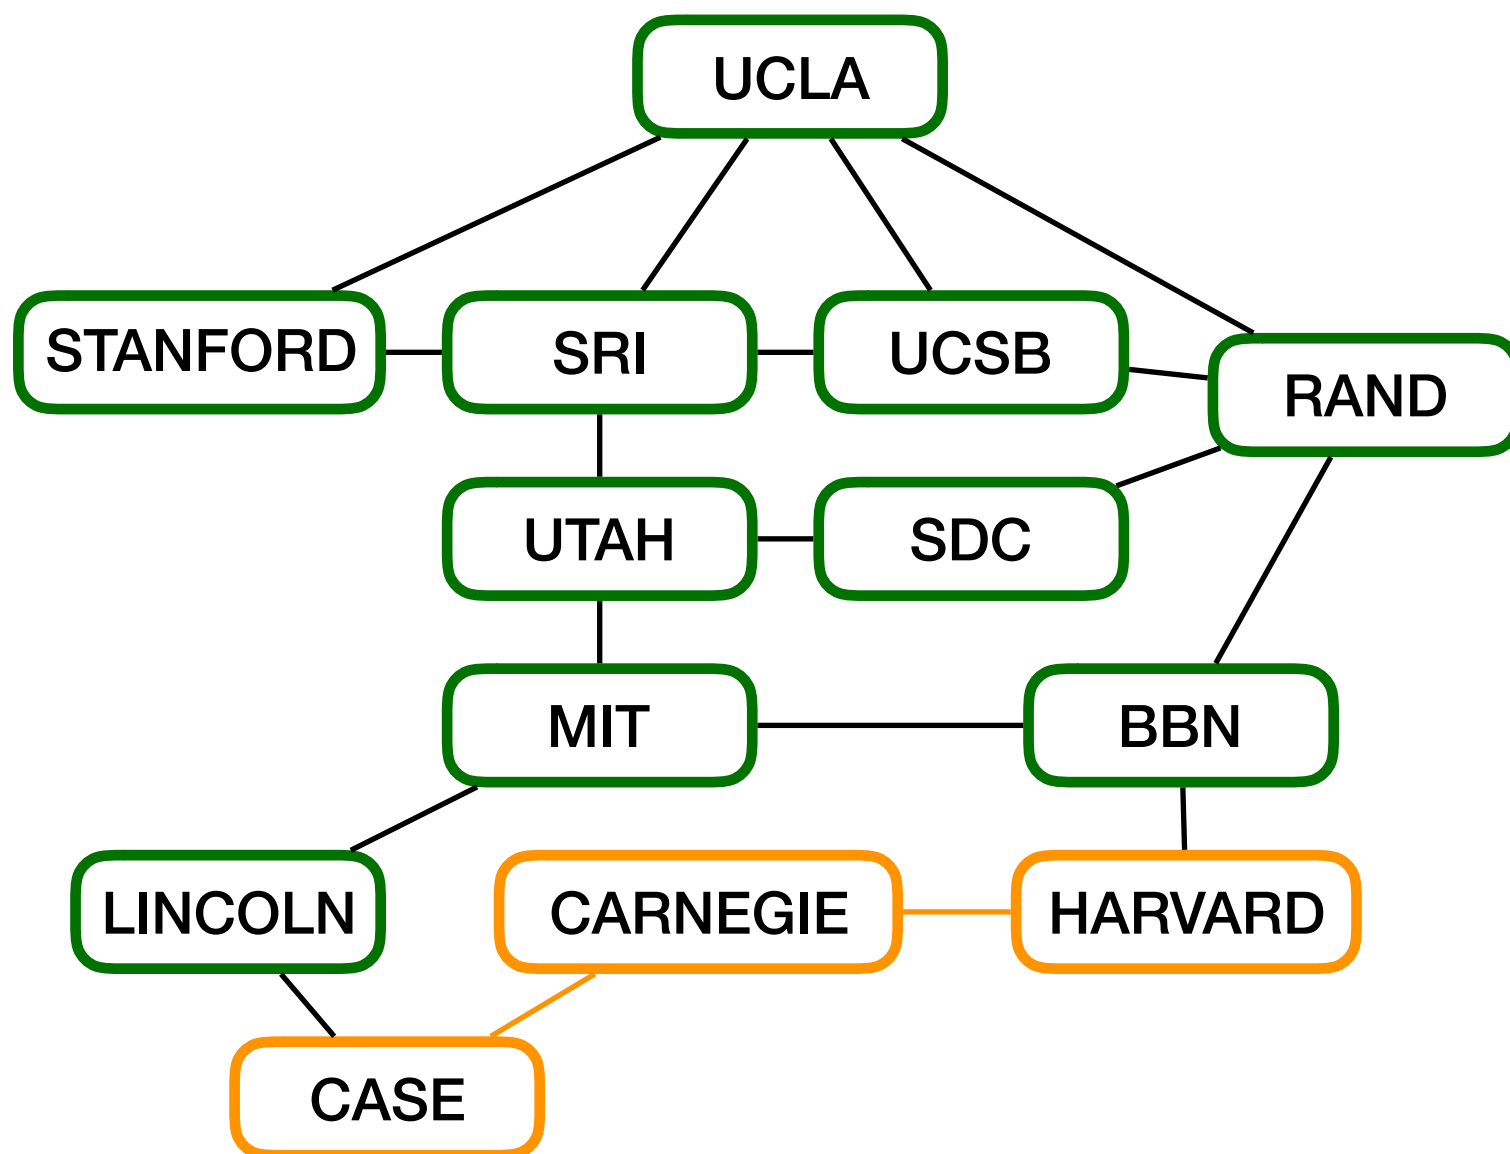 UCLA
STANFORD
SRI
UCSB
RAND
UTAH
SDC
MIT
BBN
LINCOLN
CARNEGIE
HARVARD
CASE